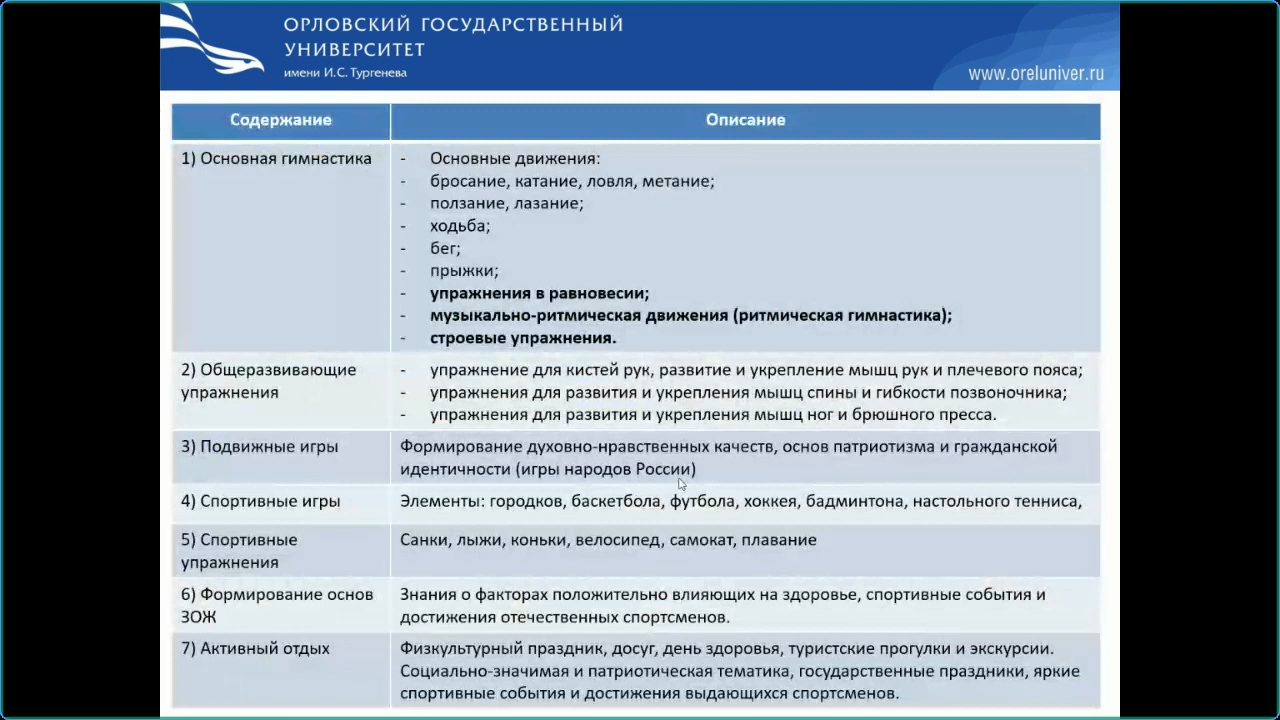 ОРЛОВСКИЙ ГОСУДАРСТВЕННЫЙ
УНИВЕРСИТЕТ
имени И.С. Тургенева
www.oreluniver.ru
Содержание
Описание
1) Основная гимнастика
- Основные движения:
- бросание, катание, ловля, метание;
- ползание, лазание;
- ходьба;
- бег;
- прыжки;
- упражнения в равновесии;
- музыкально-ритмическая движения (ритмическая гимнастика);
- строевые упражнения.
2) Общеразвивающие
упражнения
- упражнение для кистей рук, развитие и укрепление мышц рук и плечевого пояса;
- упражнения для развития и укрепления мышц спины и гибкости позвоночника;
- упражнения для развития и укрепления мышц ног и брюшного пресса.
3) Подвижные игры
Формирование духовно-нравственных качеств, основ патриотизма и гражданской
идентичности (игры народов России)
4) Спортивные игры
Элементы: городков, баскетбола, футбола, хоккея, бадминтона, настольного тенниса,
5) Спортивные
упражнения
Санки, лыжи, коньки, велосипед, самокат, плавание
6) Формирование основ
ЗОЖ
Знания о факторах положительно влияющих на здоровье, спортивные события и
достижения отечественных спортсменов.
7) Активный отдых
Физкультурный праздник, досуг, день здоровья, туристские прогулки и экскурсии.
Социально-значимая и патриотическая тематика, государственные праздники, яркие
спортивные события и достижения выдающихся спортсменов.